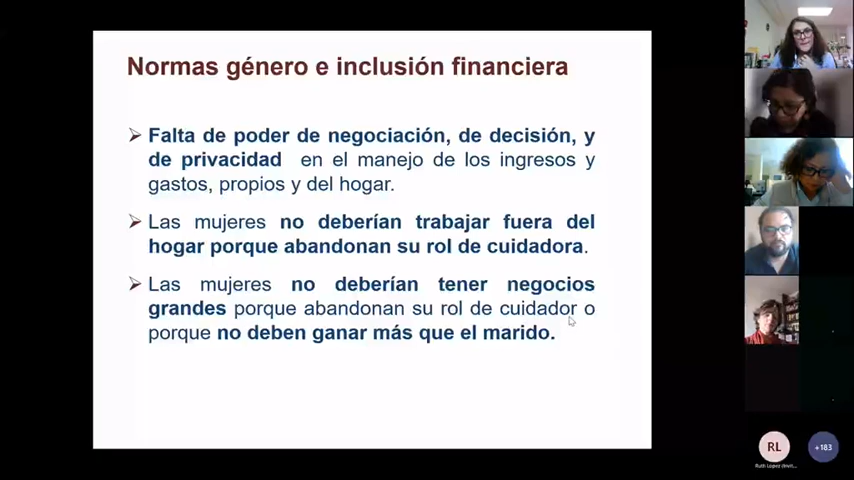 Normas género e inclusión financiera
➢ Falta de poder de negociación, de decisión, y
de privacidad en el manejo de los ingresos y
gastos, propios y del hogar.
➢ Las mujeres no deberían trabajar fuera del
hogar porque abandonan su rol de cuidadora.
➢ Las mujeres no deberían tener negocios
grandes porque abandonan su rol de cuidador o
porque no deben ganar más que el marido.
RL
+183
Ruth Lopez (Invit...